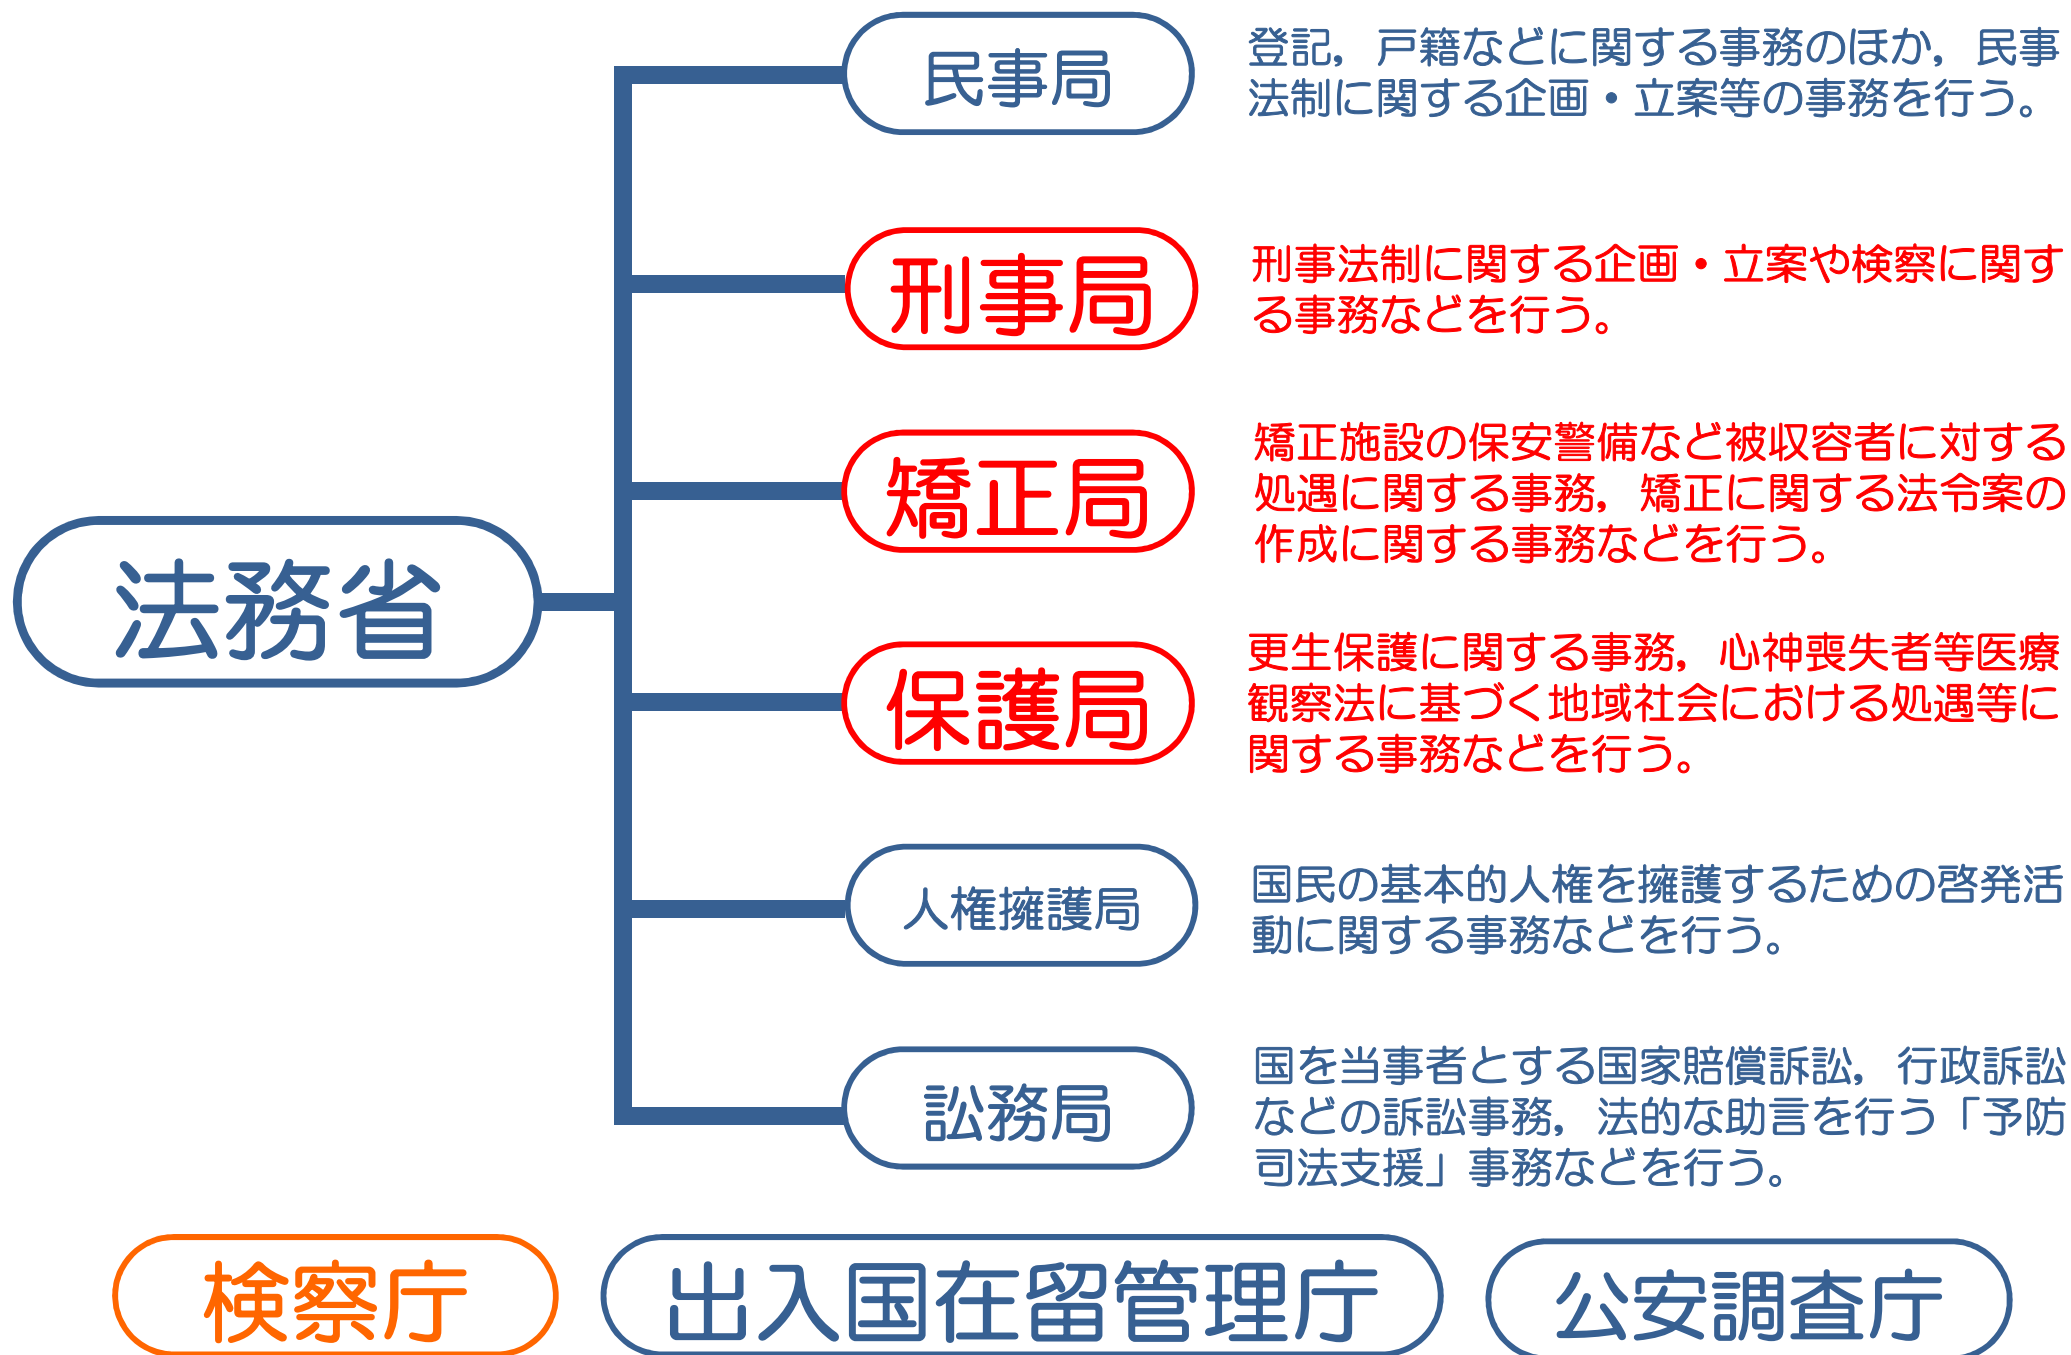 民事局
登記，戸籍などに関する事務のほか，民事
法制に関する企画・立案等の事務を行う。
刑事局
刑事法制に関する企画・立案や検察に関す
る事務などを行う。
矯正局
矯正施設の保安警備など被収容者に対する
処遇に関する事務，矯正に関する法令案の
作成に関する事務などを行う。
法務省
保護局
更生保護に関する事務，心神喪失者等医療
観察法に基づく地域社会における処遇等に
関する事務などを行う。
人権擁護局
国民の基本的人権を擁護するための啓発活
動に関する事務などを行う。
訟務局
国を当事者とする国家賠償訴訟，行政訴訟
などの訴訟事務，法的な助言を行う「予防
司法支援」事務などを行う。
検察庁
出入国在留管理庁
公安調査庁